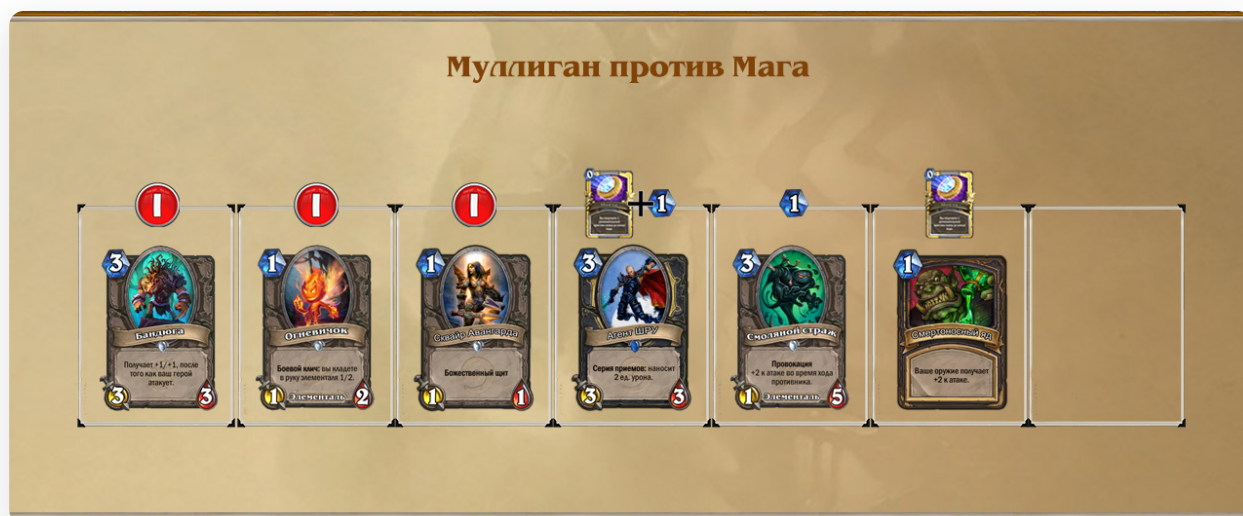 Муллиган против Мага
I
I
I
0
+
1
1
0
3
Бандюга
Получает +1/+1, после
того как ваш герой
атакует.
3
3
1
Огневичок
Боевой клич: вы кладете
в руку элементаля 1/2.
1
Элементаль
2
1
Сквайр Авангарда
Божественный щит
1
1
3
Агент ШРУ
Серия приемов: наносит
2 ед. урона.
3
3
3
Смоляной страж
Провокация
+2 к атаке во время хода
противника.
1
Элементаль
5
1
Смертоносный яд
Ваше оружие получает
+2 к атаке.